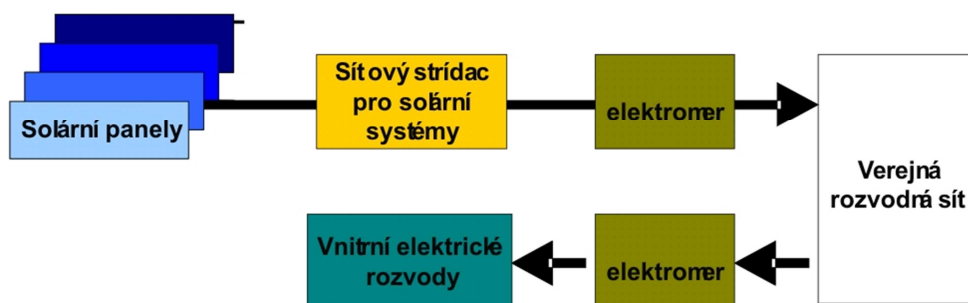 Solární panely
Sítový strídac
pro solární
systémy
elektromer
Verejná
rozvodná sít
Vnitrní elektrické
rozvody
elektromer